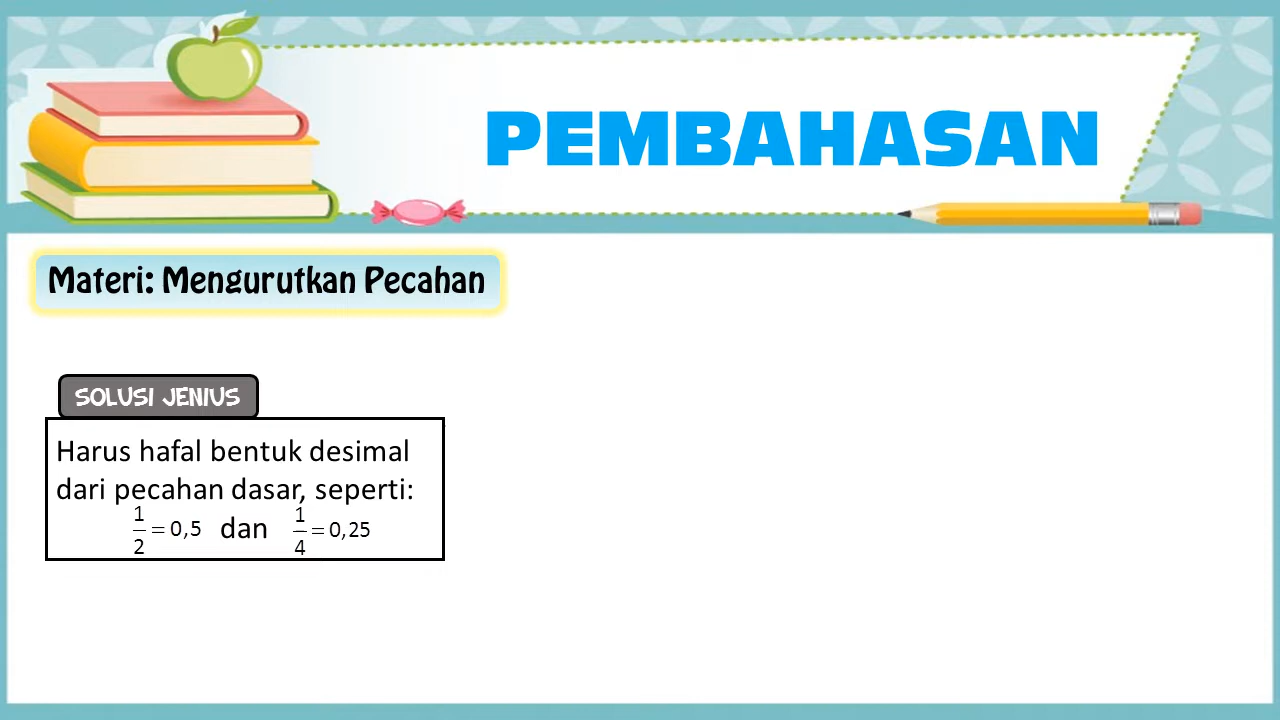 PEMBAHASAN
Materi: Mengurutkan Pecahan
SOLUSI JENIUS
Harus hafal bentuk desimal
dari pecahan dasar, seperti:
1/2 = 0,5 dan 1/4 = 0,25